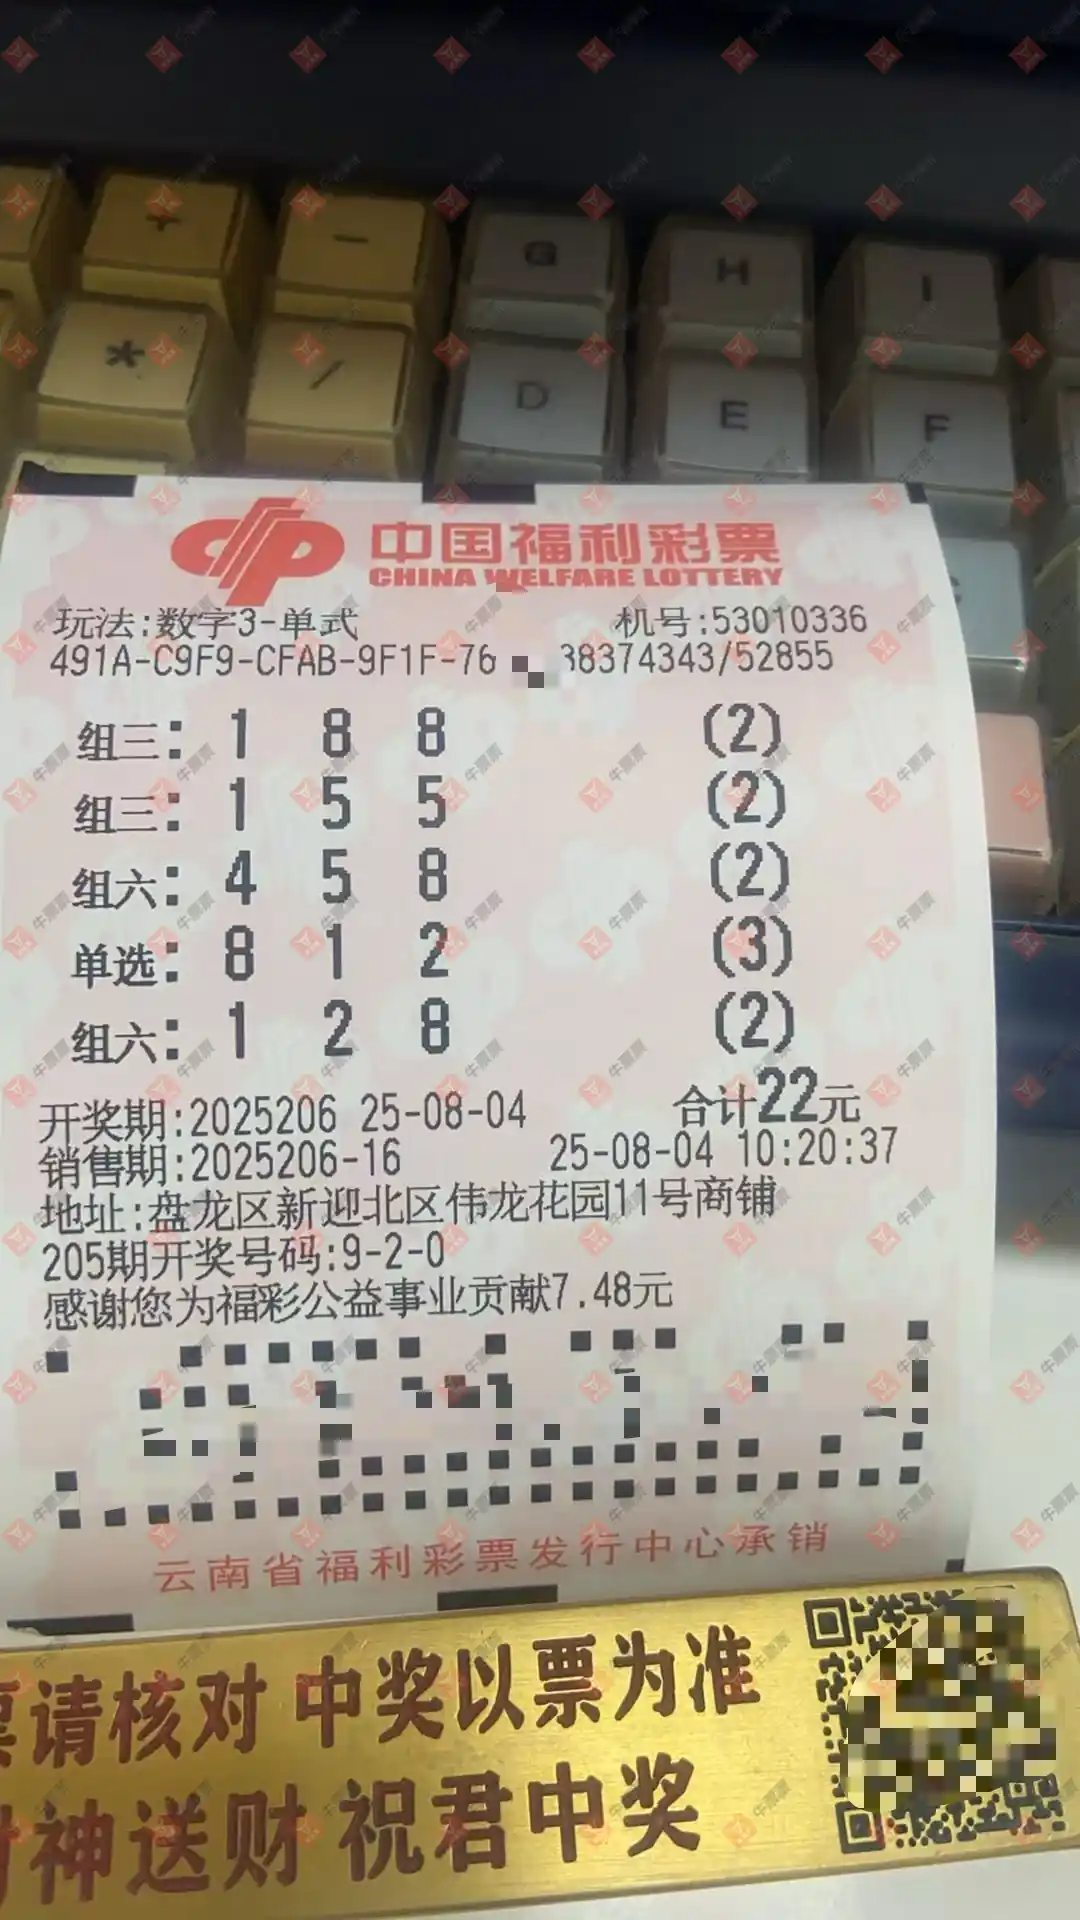 + - G H I
* / D E F
中国福利彩票
CHINA WELFARE LOTTERY
玩法:数字3-单式 机号:53010336
491A-C9F9-CFAB-9F1F-76 38374343/52855
组三: 1 8 8 (2)
组三: 1 5 5 (2)
组六: 4 5 8 (2)
单选: 8 1 2 (3)
组六: 1 2 8 (2)
开奖期:2025206 25-08-04 合计22元
销售期:2025206-16 25-08-04 10:20:37
地址:盘龙区新迎北区伟龙花园11号商铺
205期开奖号码:9-2-0
感谢您为福彩公益事业贡献7.48元
云南省福利彩票发行中心承销
票请核对 中奖以票为准
财神送财 祝君中奖
牛票票